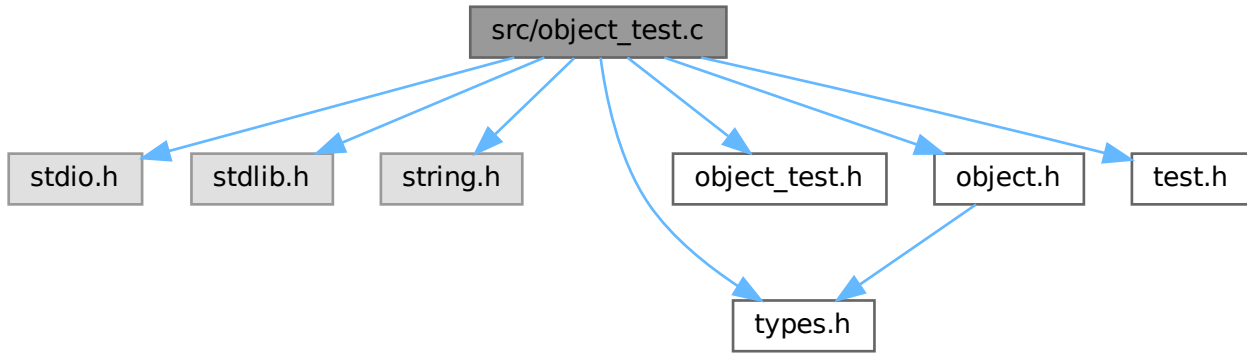 src/object_test.c
stdio.h
stdlib.h
string.h
object_test.h
object.h
test.h
types.h